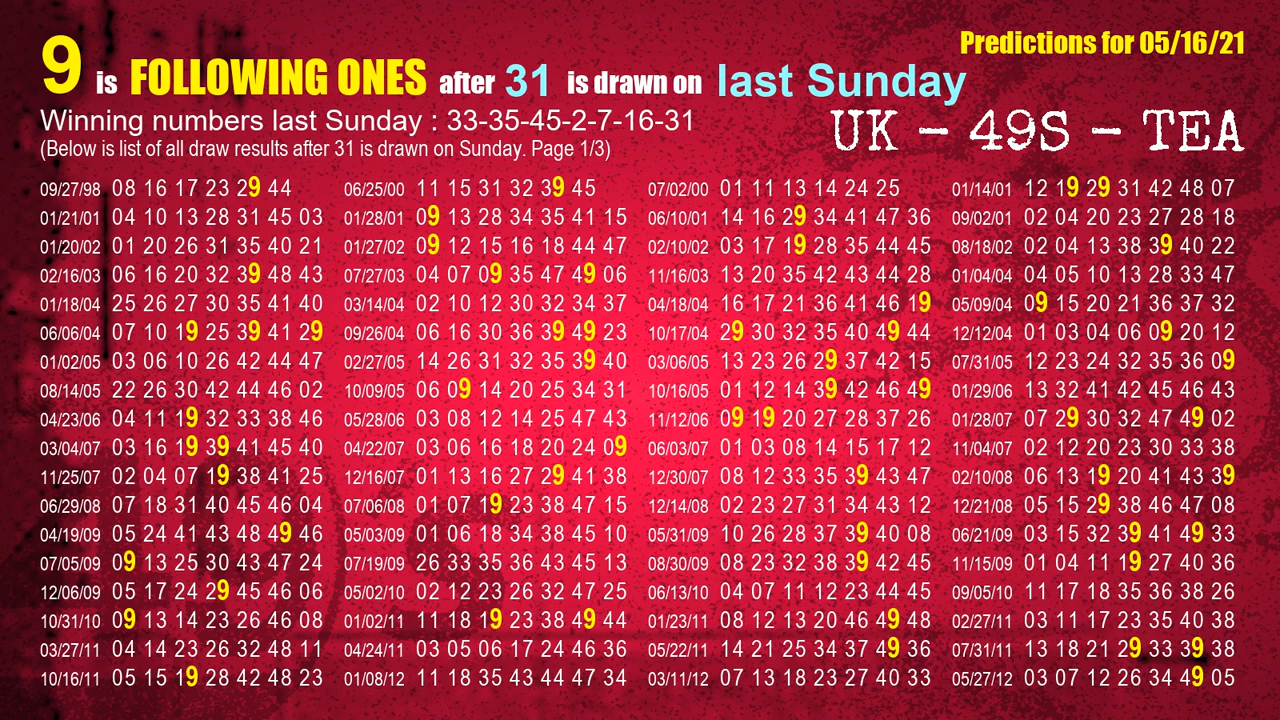 Predictions for 05/16/21
9 is FOLLOWING ONES after 31 is drawn on last Sunday
Winning numbers last Sunday : 33-35-45-2-7-16-31
UK - 49S - TEA
(Below is list of all draw results after 31 is drawn on Sunday. Page 1/3)
09/27/98 08 16 17 23 29 44 06/25/00 11 15 31 32 39 45 07/02/00 01 11 13 14 24 25 01/14/01 12 19 29 31 42 48 07
01/21/01 04 10 13 28 31 45 03 01/28/01 09 13 28 34 35 41 15 06/10/01 14 16 29 34 41 47 36 09/02/01 02 04 20 23 27 28 18
01/20/02 01 20 26 31 35 40 21 01/27/02 09 12 15 16 18 44 47 02/10/02 03 17 19 28 35 44 45 08/18/02 02 04 13 38 39 40 22
02/16/03 06 16 20 32 39 48 43 07/27/03 04 07 09 35 47 49 06 11/16/03 13 20 35 42 43 44 28 01/04/04 04 05 10 13 28 33 47
01/18/04 25 26 27 30 35 41 40 03/14/04 02 10 12 30 32 34 37 04/18/04 16 17 21 36 41 46 19 05/09/04 09 15 20 21 36 37 32
06/06/04 07 10 19 25 39 41 29 09/26/04 06 16 30 36 39 49 23 10/17/04 29 30 32 35 40 49 44 12/12/04 01 03 04 06 09 20 12
01/02/05 03 06 10 26 42 44 47 02/27/05 14 26 31 32 35 39 40 03/06/05 13 23 26 29 37 42 15 07/31/05 12 23 24 32 35 36 09
08/14/05 22 26 30 42 44 46 02 10/09/05 06 09 14 20 25 34 31 10/16/05 01 12 14 39 42 46 49 01/29/06 13 32 41 42 45 46 43
04/23/06 04 11 19 32 33 38 46 05/28/06 03 08 12 14 25 47 43 11/12/06 09 19 20 27 28 37 26 01/28/07 07 29 30 32 47 49 02
03/04/07 03 16 19 39 41 45 40 04/22/07 03 06 16 18 20 24 09 06/03/07 01 03 08 14 15 17 12 11/04/07 02 12 20 23 30 33 38
11/25/07 02 04 07 19 38 41 25 12/16/07 01 13 16 27 29 41 38 12/30/07 08 12 33 35 39 43 47 02/10/08 06 13 19 20 41 43 39
06/29/08 07 18 31 40 45 46 04 07/06/08 01 07 19 23 38 47 15 12/14/08 02 23 27 31 34 43 12 12/21/08 05 15 29 38 46 47 08
04/19/09 05 24 41 43 48 49 46 05/03/09 01 06 18 34 38 45 10 05/31/09 10 26 28 37 39 40 08 06/21/09 03 15 32 39 41 49 33
07/05/09 09 13 25 30 43 47 24 07/19/09 26 33 35 36 43 45 13 08/30/09 08 23 32 38 39 42 45 11/15/09 01 04 11 19 27 40 36
12/06/09 05 17 24 29 45 46 06 05/02/10 02 12 23 26 32 47 25 06/13/10 04 07 11 12 23 44 45 09/05/10 11 17 18 35 36 38 26
10/31/10 09 13 14 23 26 46 08 01/02/11 11 18 19 23 38 49 44 01/23/11 08 12 13 20 46 49 48 02/27/11 03 11 17 23 35 40 38
03/27/11 04 14 23 26 32 48 11 04/24/11 03 05 06 17 24 46 36 05/22/11 14 21 25 34 37 49 36 07/31/11 13 18 21 29 33 39 38
10/16/11 05 15 19 28 42 48 23 01/08/12 11 18 35 43 44 47 34 03/11/12 07 13 18 23 27 40 33 05/27/12 03 07 12 26 34 49 05